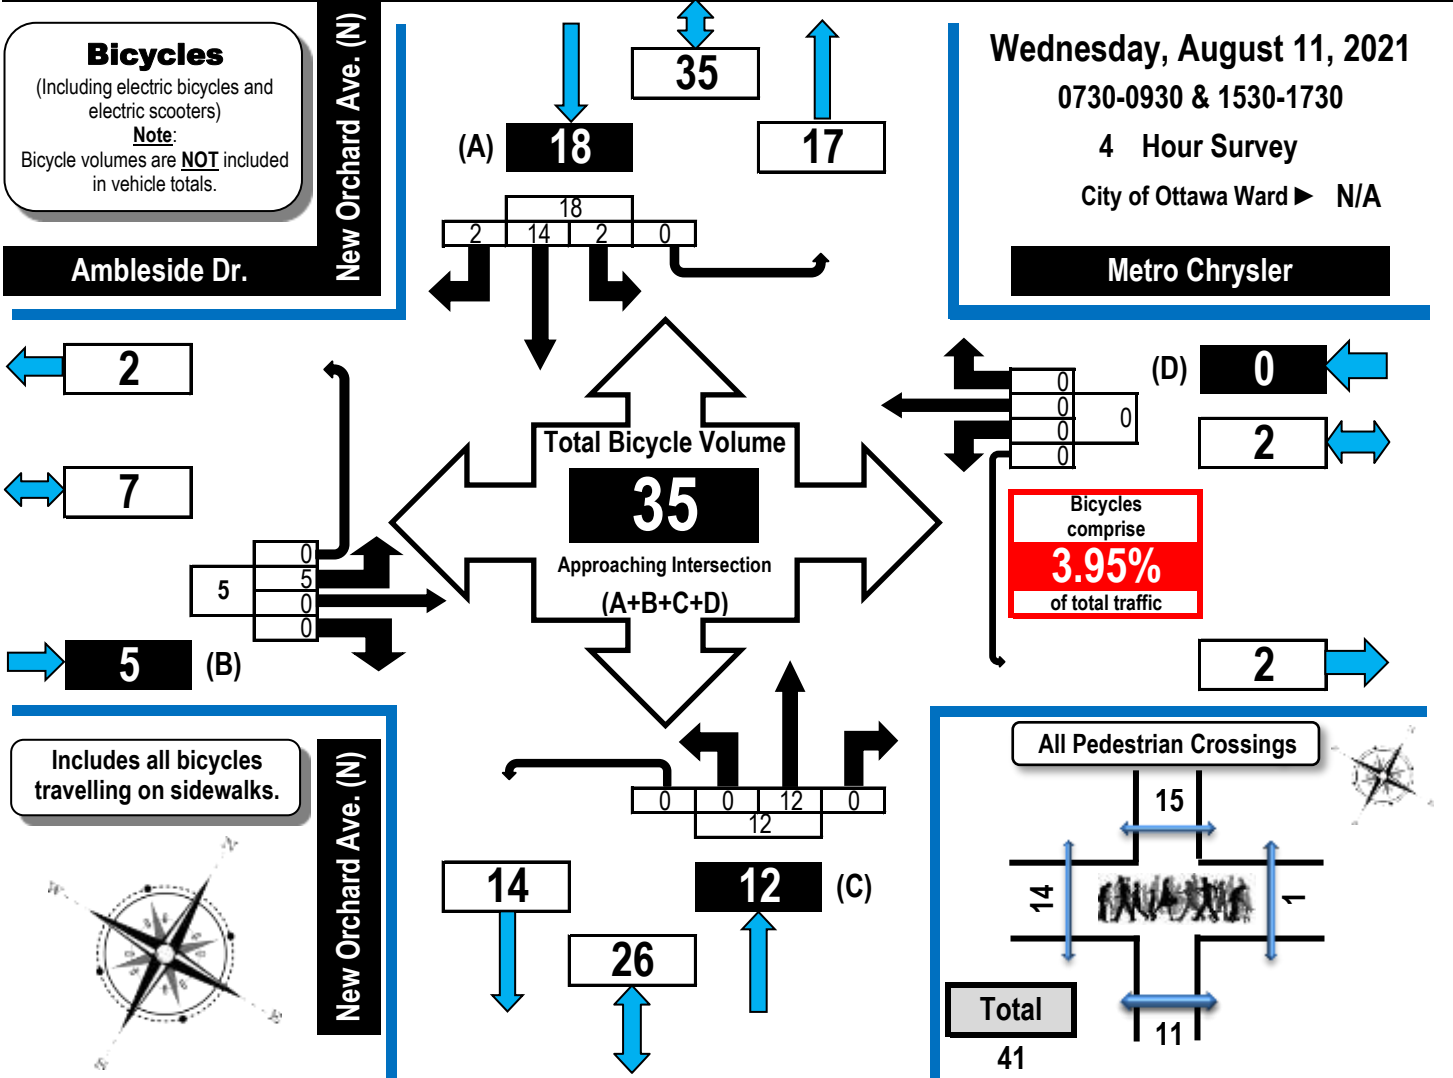 Bicycles
(Including electric bicycles and
electric scooters)
Note:
Bicycle volumes are NOT included
in vehicle totals.
New Orchard Ave. (N)
Ambleside Dr.
35
(A)
18
17
18
2 14 2 0
Wednesday, August 11, 2021
0730-0930 & 1530-1730
4 Hour Survey
City of Ottawa Ward ► N/A
Metro Chrysler
2
7
0
5
5
0
0
5
(B)
Total Bicycle Volume
35
Approaching Intersection
(A+B+C+D)
(D)
0
0
0
0
0
0
2
Bicycles
comprise
3.95%
of total traffic
2
Includes all bicycles
travelling on sidewalks.
New Orchard Ave. (N)
N
W
E
S
0 0 12 0
12
14
12
(C)
26
All Pedestrian Crossings
15
14
1
11
Total
41